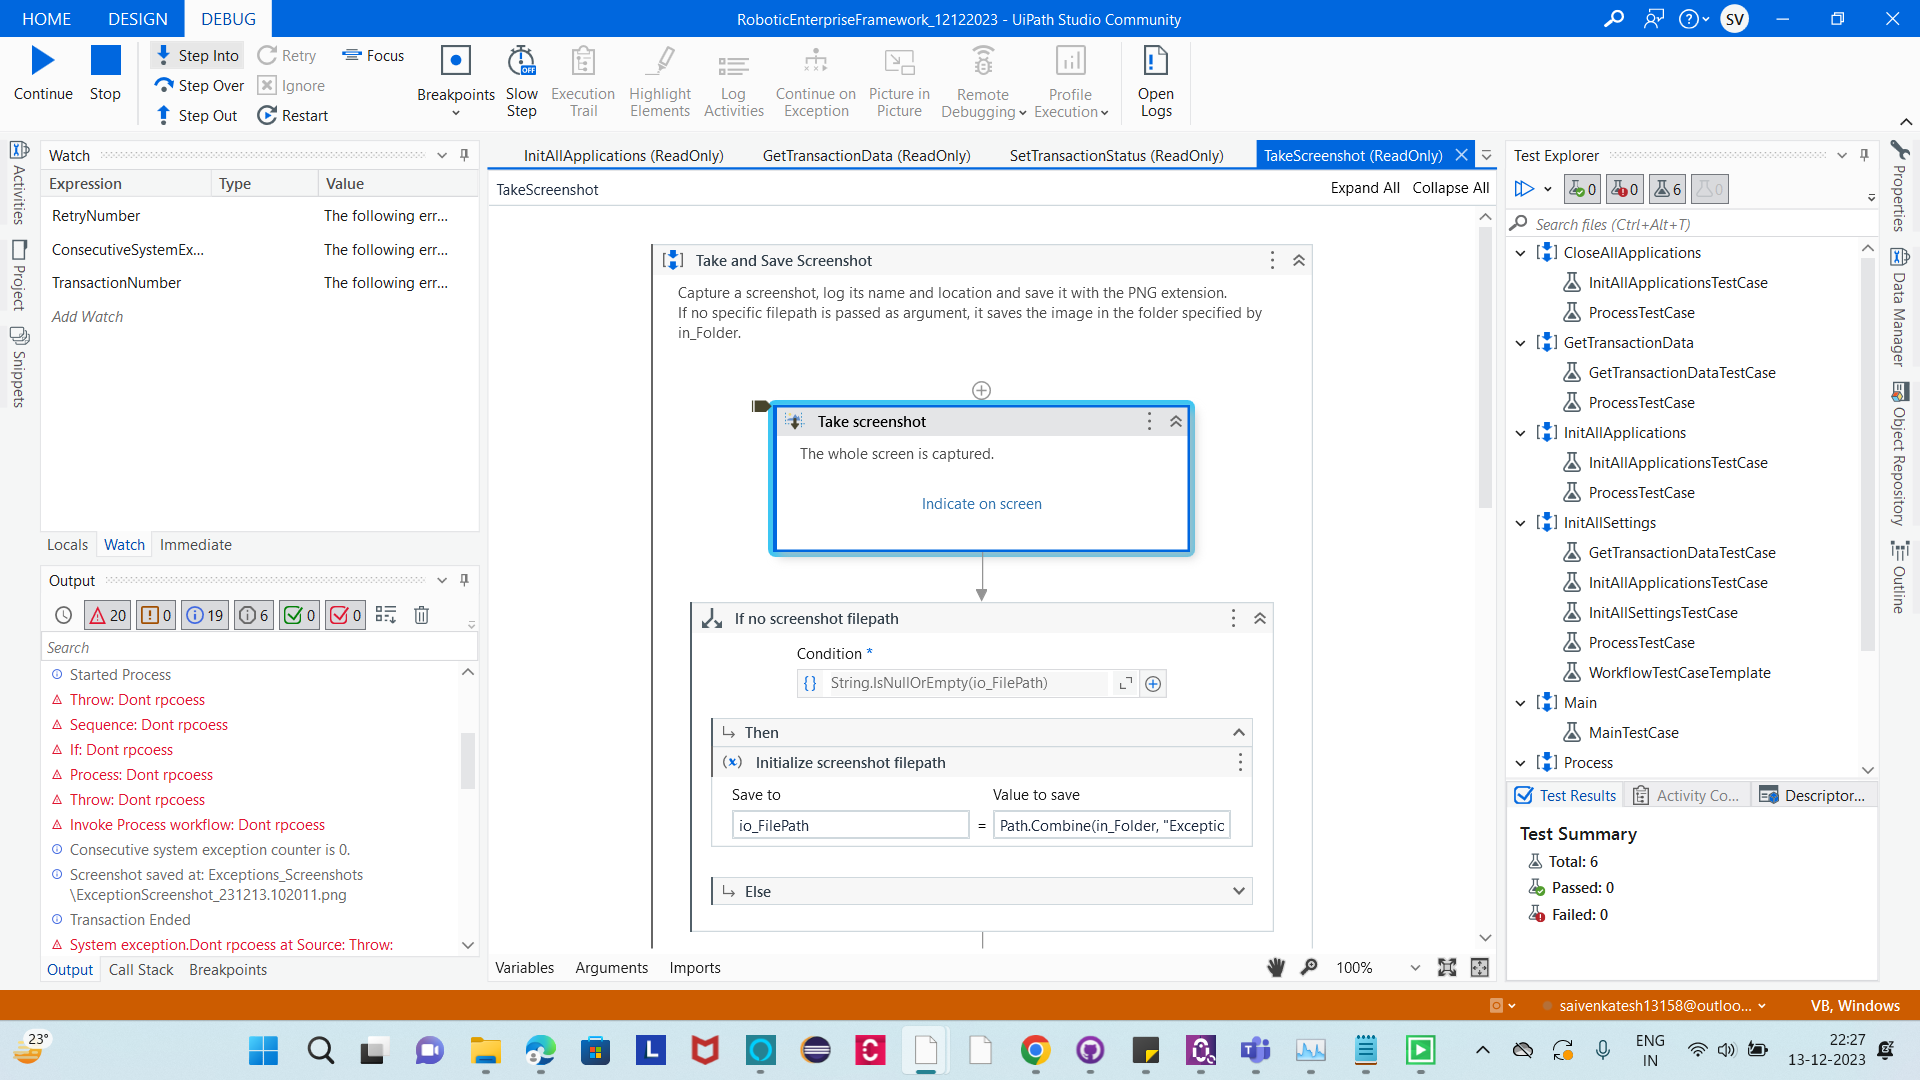 HOME DESIGN DEBUG
RoboticEnterpriseFramework_12122023 - UiPath Studio Community
SV
Continue
Stop
Step Into
Step Over
Step Out
Retry
Ignore
Restart
Focus
Breakpoints
Slow Step
Execution Trail
Highlight Elements
Log Activities
Continue on Exception
Picture in Picture
Remote Debugging
Profile Execution
Open Logs
Activities
Project
Snippets
Watch
Expression Type Value
RetryNumber The following err...
ConsecutiveSystemEx... The following err...
TransactionNumber The following err...
Add Watch
Locals Watch Immediate
Output
20 0 19 6 0 0
Search
Started Process
Throw: Dont rpcoess
Sequence: Dont rpcoess
If: Dont rpcoess
Process: Dont rpcoess
Throw: Dont rpcoess
Invoke Process workflow: Dont rpcoess
Consecutive system exception counter is 0.
Screenshot saved at: Exceptions_Screenshots
\ExceptionScreenshot_231213.102011.png
Transaction Ended
System exception.Dont rpcoess at Source: Throw:
Output Call Stack Breakpoints
InitAllApplications (ReadOnly) GetTransactionData (ReadOnly) SetTransactionStatus (ReadOnly) TakeScreenshot (ReadOnly)
TakeScreenshot Expand All Collapse All
Take and Save Screenshot
Capture a screenshot, log its name and location and save it with the PNG extension.
If no specific filepath is passed as argument, it saves the image in the folder specified by
in_Folder.
Take screenshot
The whole screen is captured.
Indicate on screen
If no screenshot filepath
Condition *
{} String.IsNullOrEmpty(io_FilePath)
Then
(x) Initialize screenshot filepath
Save to Value to save
io_FilePath = Path.Combine(in_Folder, "Exceptic
Else
Variables Arguments Imports 100%
Test Explorer
0 0 6 0
Search files (Ctrl+Alt+T)
CloseAllApplications
InitAllApplicationsTestCase
ProcessTestCase
GetTransactionData
GetTransactionDataTestCase
ProcessTestCase
InitAllApplications
InitAllApplicationsTestCase
ProcessTestCase
InitAllSettings
GetTransactionDataTestCase
InitAllApplicationsTestCase
InitAllSettingsTestCase
ProcessTestCase
WorkflowTestCaseTemplate
Main
MainTestCase
Process
Test Results Activity Co... Descriptor...
Test Summary
Total: 6
Passed: 0
Failed: 0
Properties
Data Manager
Object Repository
Outline
saivenkatesh13158@outloo... VB, Windows
23°
L
ENG
IN
22:27
13-12-2023